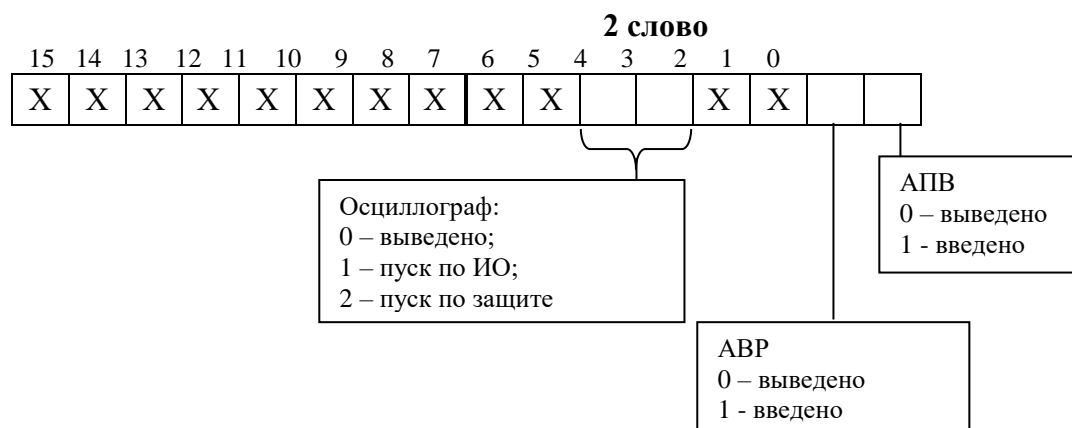 2 слово
15 14 13 12 11 10 9 8 7 6 5 4 3 2 1 0
X X X X X X X X X X X X
Осциллограф:
0 – выведено;
1 – пуск по ИО;
2 – пуск по защите
АПВ
0 – выведено
1 - введено
АВР
0 – выведено
1 - введено